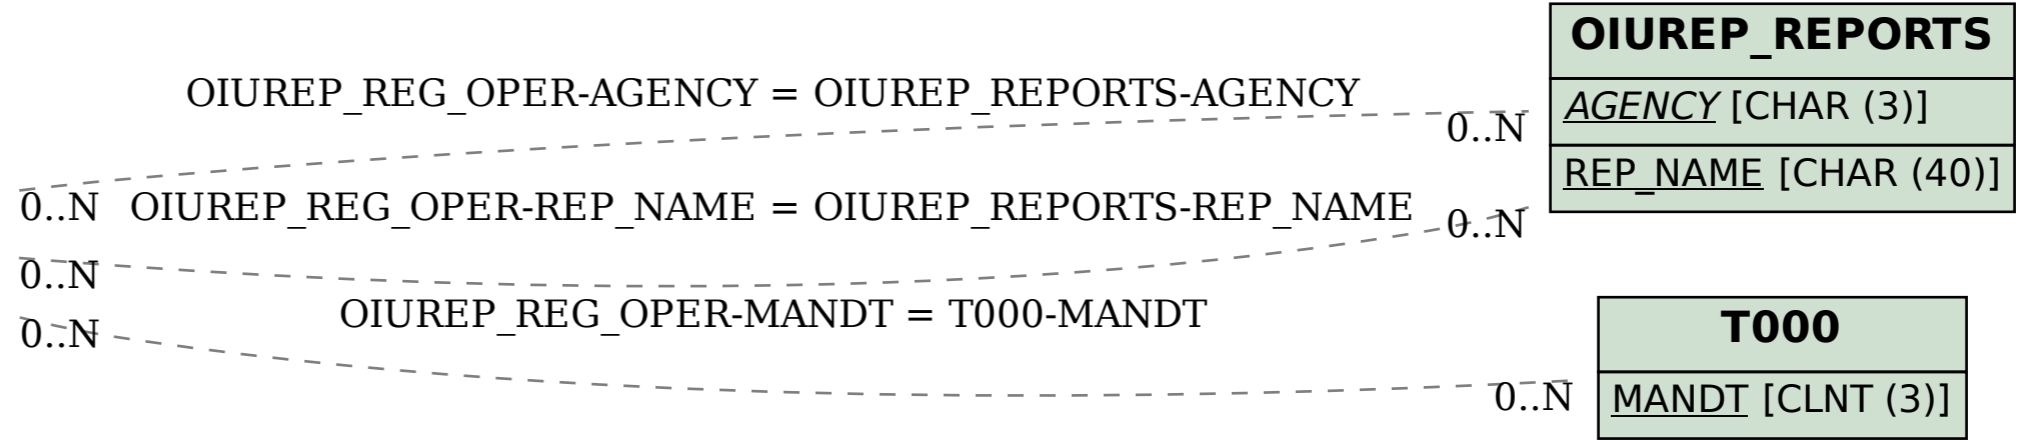 OIUREP_REPORTS
OIUREP_REG_OPER-AGENCY = OIUREP_REPORTS-AGENCY
AGENCY [CHAR (3)]
0..N
REP_NAME [CHAR (40)]
0..N
OIUREP_REG_OPER-REP_NAME = OIUREP_REPORTS-REP_NAME
0..N
0..N
OIUREP_REG_OPER-MANDT = T000-MANDT
0..N
T000
0..N
MANDT [CLNT (3)]